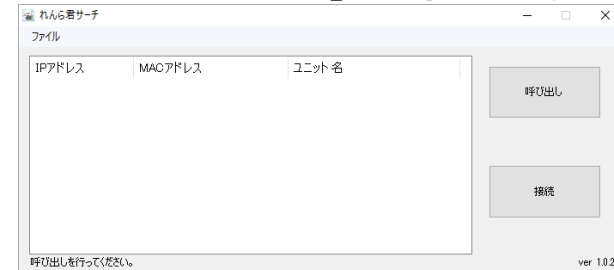 れんら君サーチ
ファイル
IPアドレス MACアドレス ユニット名
呼び出し
接続
呼び出しを行ってください。 ver 1.0.2